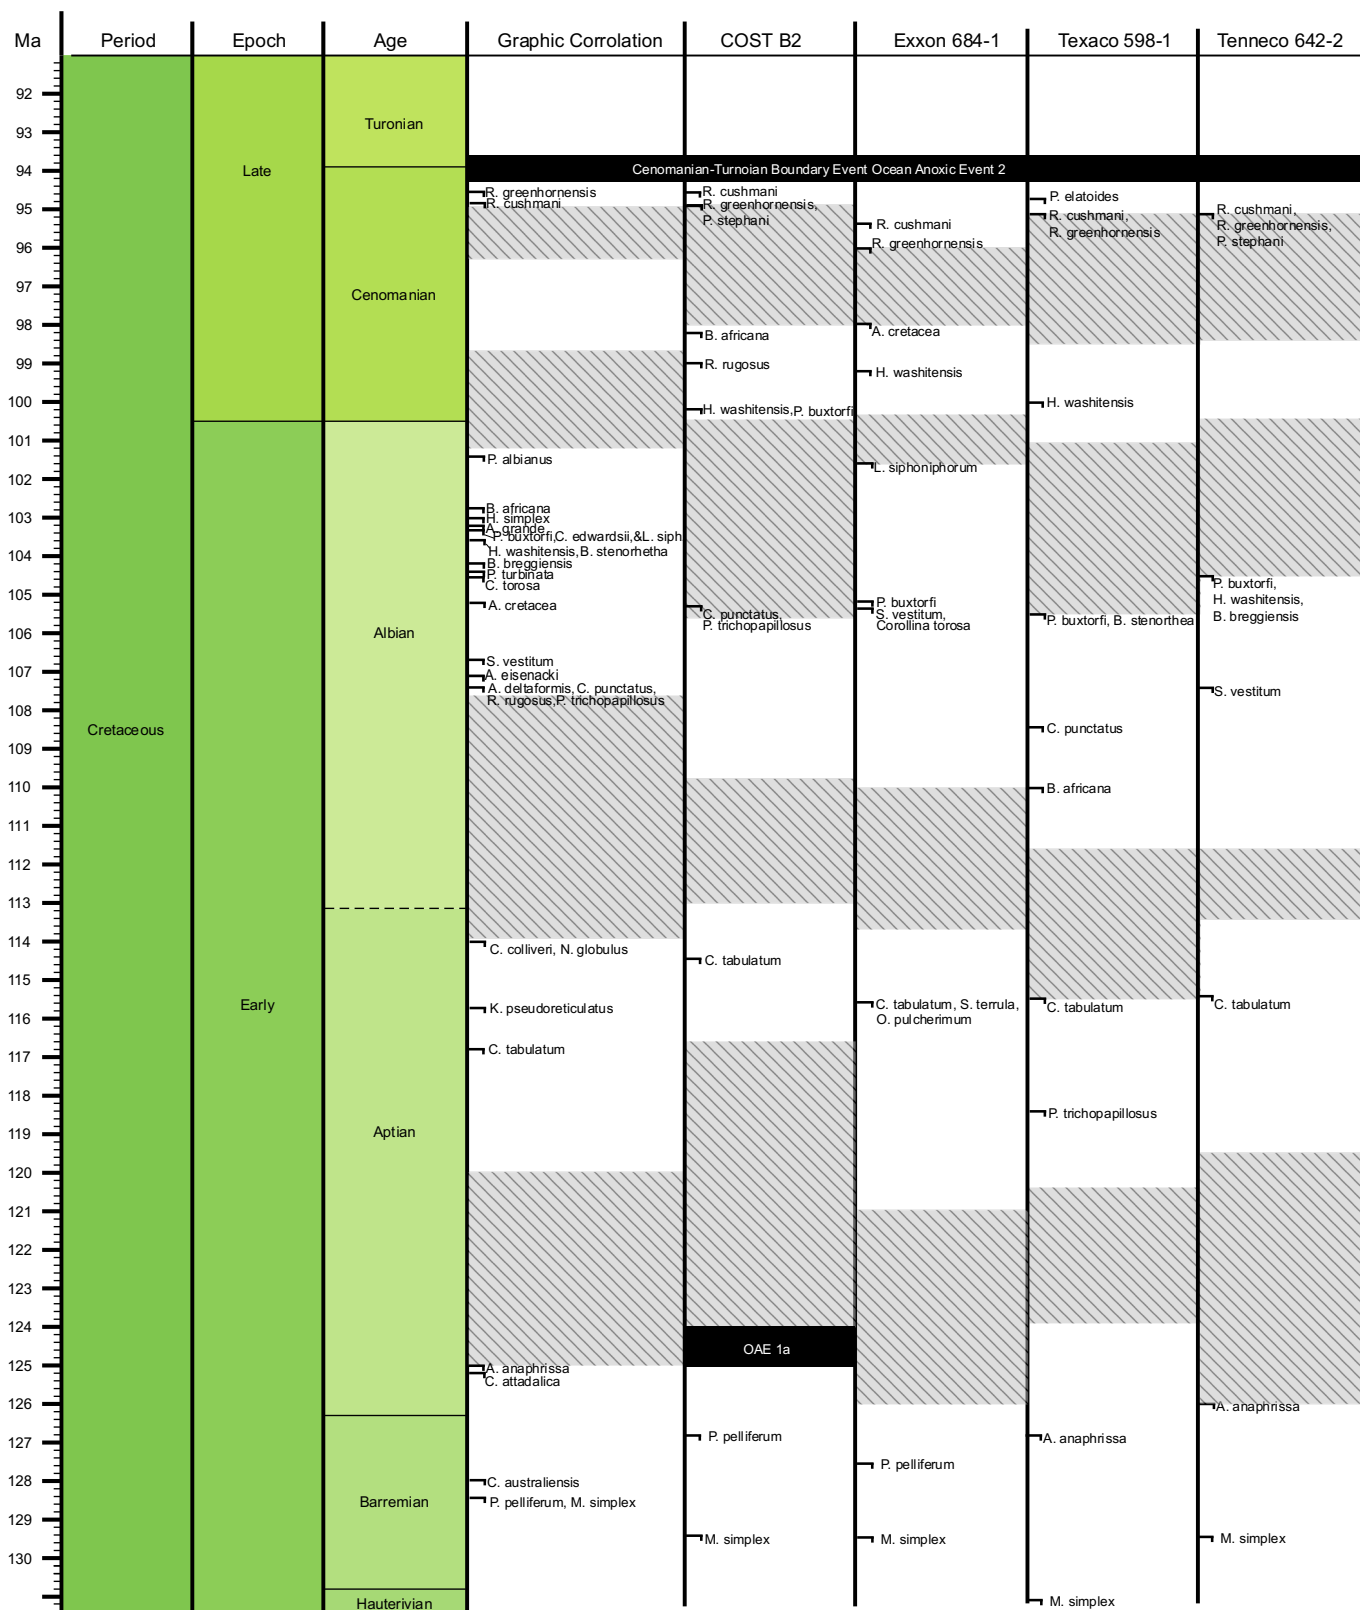 Ma
Period
Epoch
Age
Graphic Corrolation
COST B2
Exxon 684-1
Texaco 598-1
Tenneco 642-2
92
93
94
95
96
97
98
99
100
101
102
103
104
105
106
107
108
109
110
111
112
113
114
115
116
117
118
119
120
121
122
123
124
125
126
127
128
129
130
Cretaceous
Late
Early
Turonian
Cenomanian
Albian
Aptian
Barremian
Hauterivian
Cenomanian-Turnoian Boundary Event Ocean Anoxic Event 2
R. greenhornensis
R. cushmani
P. albianus
B. africana
H. simplex
A. grande
P. buxtorfi,C. edwardsii,&L. siph
H. washitensis,B. stenorhetha
B. breggiensis
P. turbinata
C. torosa
A. cretacea
S. vestitum
A. eisenacki
A. deltaformis, C. punctatus,
R. rugosus,P. trichopapillosus
C. colliveri, N. globulus
K. pseudoreticulatus
C. tabulatum
A. anaphrissa
C. attadalica
C. australiensis
P. pelliferum, M. simplex
R. cushmani
R. greenhornensis,
P. stephani
B. africana
R. rugosus
H. washitensis,P. buxtorfi
C. punctatus,
P. trichopapillosus
C. tabulatum
OAE 1a
P. pelliferum
M. simplex
R. cushmani
R. greenhornensis
A. cretacea
H. washitensis
L. siphoniphorum
P. buxtorfi
S. vestitum,
Corollina torosa
C. tabulatum, S. terrula,
O. pulcherimum
P. pelliferum
M. simplex
P. elatoides
R. cushmani,
R. greenhornensis
H. washitensis
P. buxtorfi, B. stenorthea
C. punctatus
B. africana
C. tabulatum
P. trichopapillosus
A. anaphrissa
M. simplex
R. cushmani,
R. greenhornensis,
P. stephani
P. buxtorfi,
H. washitensis,
B. breggiensis
S. vestitum
C. tabulatum
A. anaphrissa
M. simplex